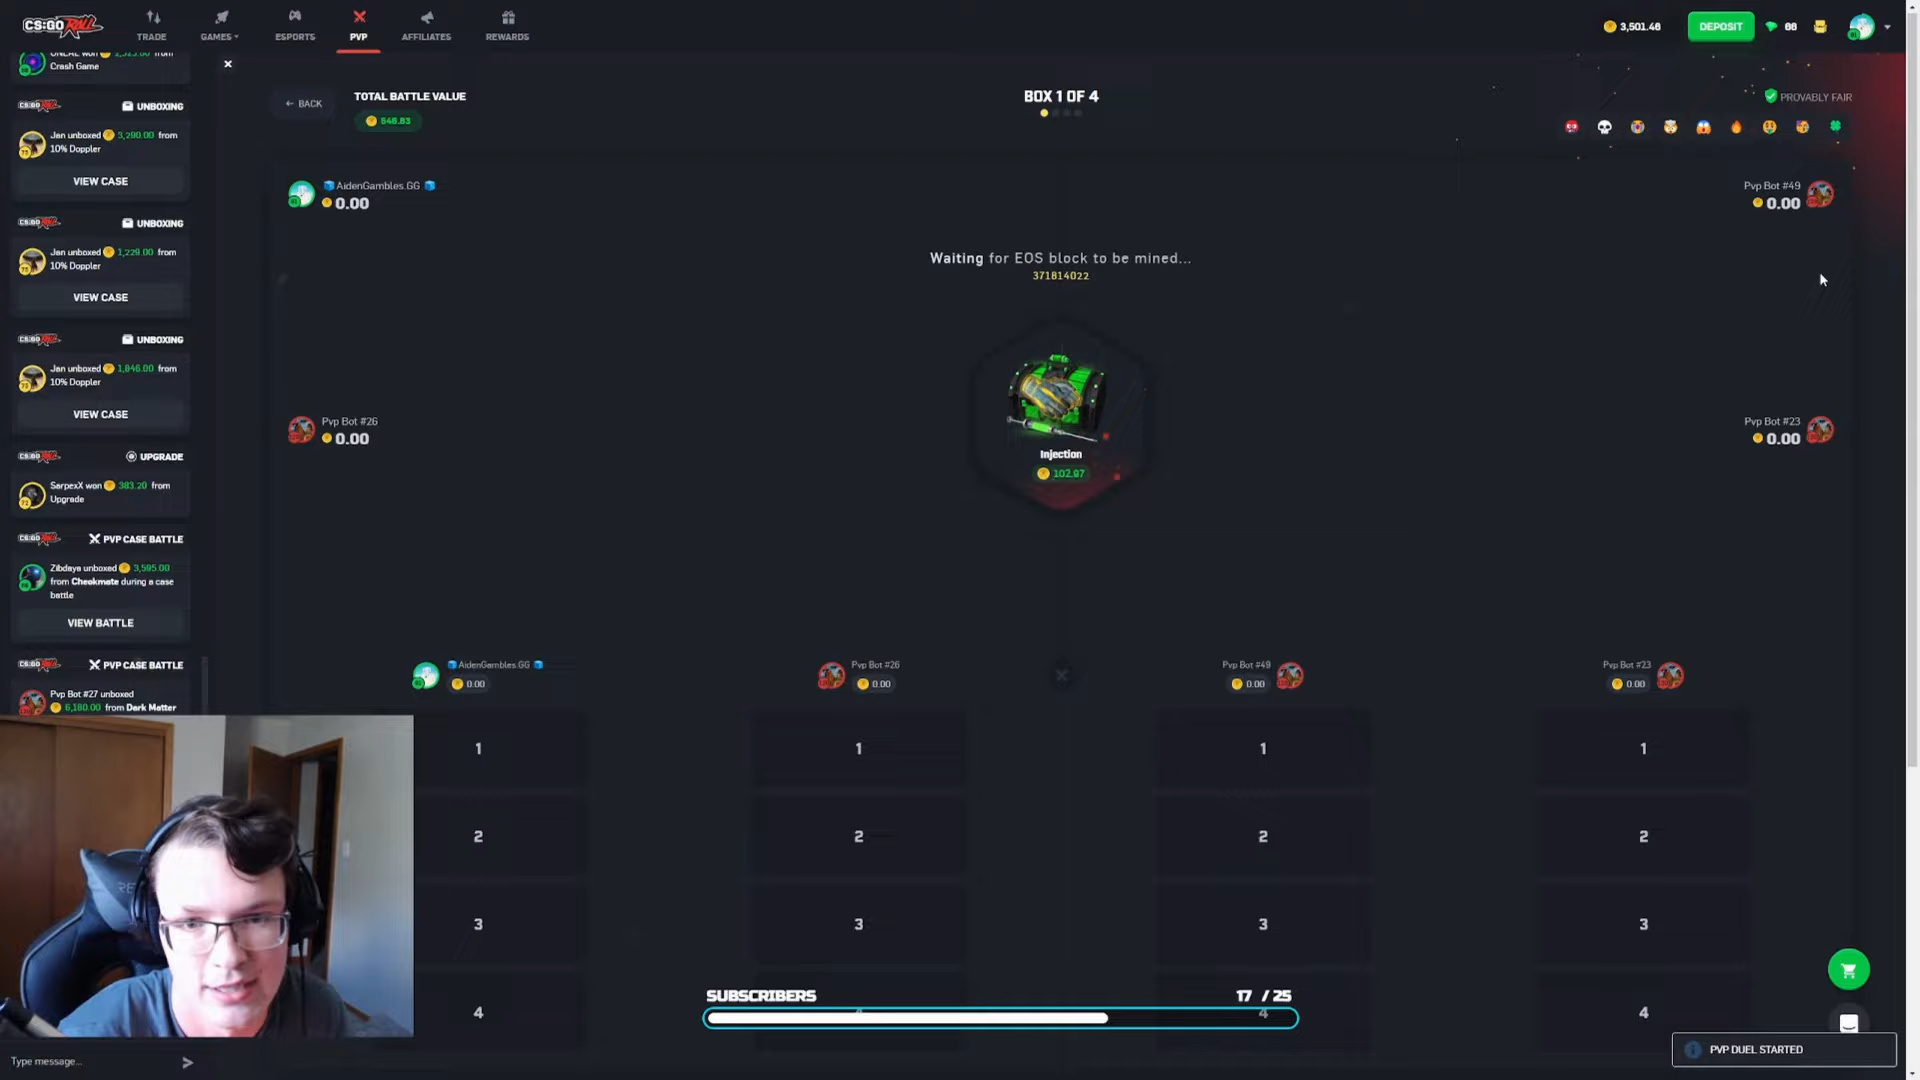 CS:GO ROLL
TRADE
GAMES
ESPORTS
PVP
AFFILIATES
REWARDS
3,501.46
DEPOSIT
66
Crash Game
UNBOXING
Jan unboxed 3,290.00 from
10% Doppler
VIEW CASE
UNBOXING
Jan unboxed 1,229.00 from
10% Doppler
VIEW CASE
UNBOXING
Jan unboxed 1,846.00 from
10% Doppler
VIEW CASE
UPGRADE
SarpexX won 383.20 from
Upgrade
PVP CASE BATTLE
Zibdaya unboxed 3,595.00
from Checkmate during a case
battle
VIEW BATTLE
PVP CASE BATTLE
Pvp Bot #27 unboxed
6,180.00 from Dark Matter
← BACK
TOTAL BATTLE VALUE
BOX 1 OF 4
PROVABLY FAIR
AidenGambles.GG
0.00
Pvp Bot #49
0.00
Waiting for EOS block to be mined...
371814022
Pvp Bot #26
0.00
Pvp Bot #23
0.00
Injection
102.97
AidenGambles.GG
0.00
Pvp Bot #26
0.00
Pvp Bot #49
0.00
Pvp Bot #23
0.00
1 1 1 1
2 2 2 2
3 3 3 3
SUBSCRIBERS 17 / 25
4 4 4 4
PVP DUEL STARTED
Type message...